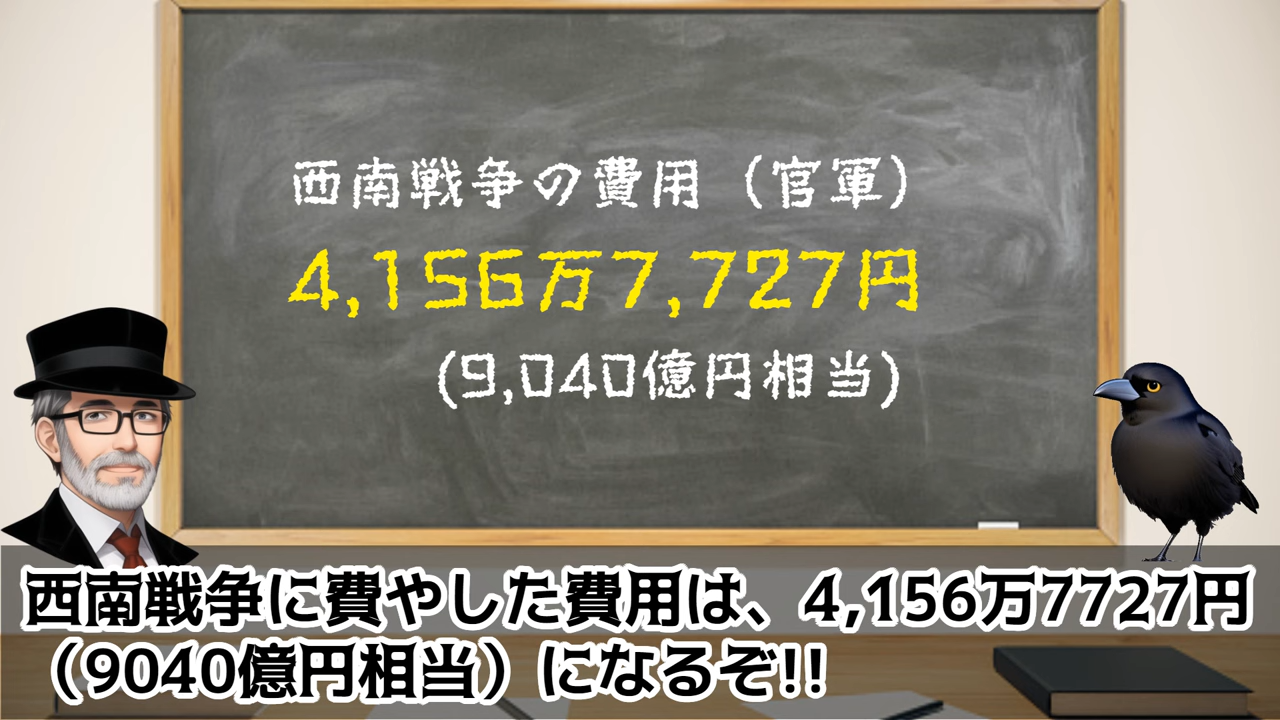 西南戦争の費用（官軍）
4,156万7,727円
(9,040億円相当)
西南戦争に費やした費用は、4,156万7727円
（9040億円相当）になるぞ!!